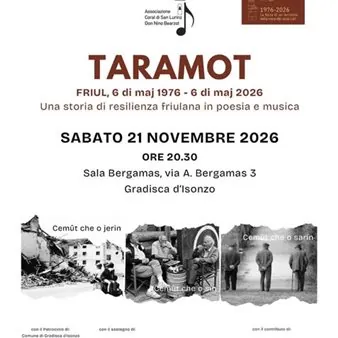 Associazione
Coral di San Lurinz
Don Nino Bearzot
1976-2026
TARAMOT
FRIUL, 6 di maj 1976 - 6 di maj 2026
Una storia di resilienza friulana in poesia e musica
SABATO 21 NOVEMBRE 2026
ORE 20.30
Sala Bergamas, via A. Bergamas 3
Gradisca d'Isonzo
Cemût che o jerin
Cemût che o sin
Cemût che o sarin
con il Patrocinio di:
Comune di Gradisca d'Isonzo
con il sostegno di:
con il contributo di: